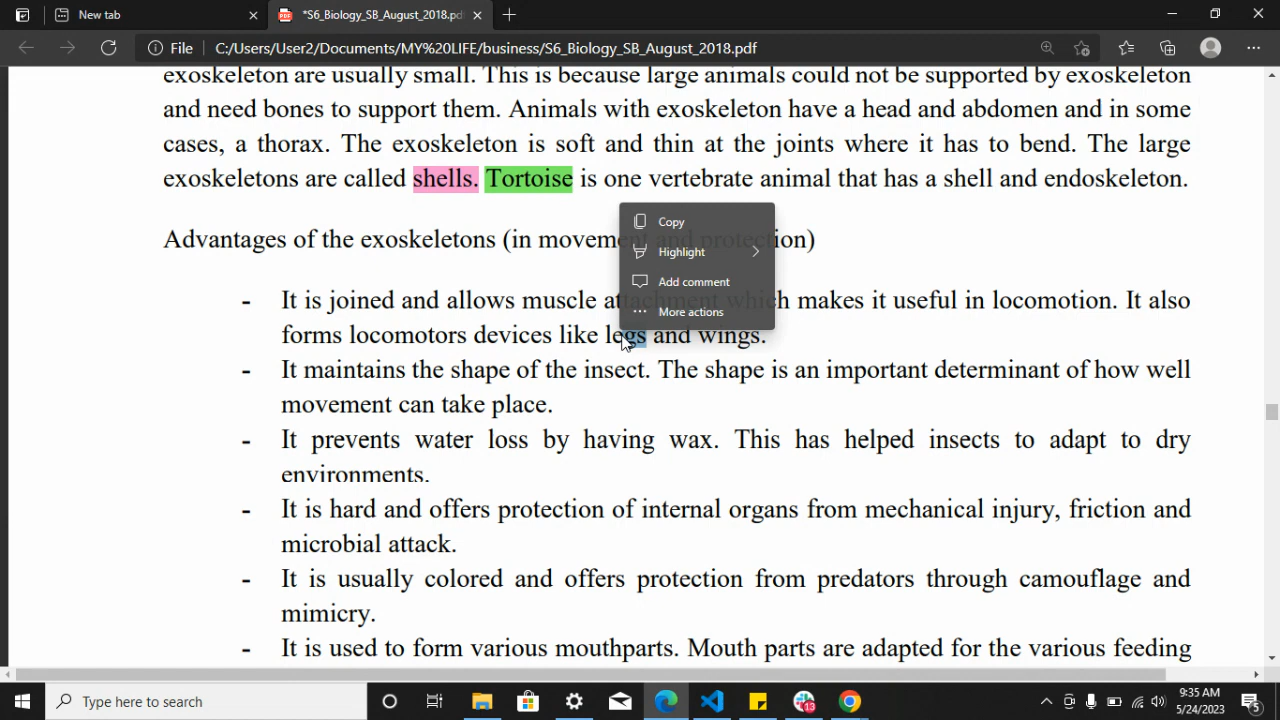 New tab
*S6_Biology_SB_August_2018.pdf
File
C:/Users/User2/Documents/MY%20LIFE/business/S6_Biology_SB_August_2018.pdf
exoskeleton are usually small. This is because large animals could not be supported by exoskeleton
and need bones to support them. Animals with exoskeleton have a head and abdomen and in some
cases, a thorax. The exoskeleton is soft and thin at the joints where it has to bend. The large
exoskeletons are called shells. Tortoise is one vertebrate animal that has a shell and endoskeleton.
Advantages of the exoskeletons (in movement and protection)
- It is joined and allows muscle attachment which makes it useful in locomotion. It also
forms locomotors devices like legs and wings.
- It maintains the shape of the insect. The shape is an important determinant of how well
movement can take place.
- It prevents water loss by having wax. This has helped insects to adapt to dry
environments.
- It is hard and offers protection of internal organs from mechanical injury, friction and
microbial attack.
- It is usually colored and offers protection from predators through camouflage and
mimicry.
- It is used to form various mouthparts. Mouth parts are adapted for the various feeding
Copy
Highlight
Add comment
More actions
Type here to search
13
9:35 AM
5/24/2023
5